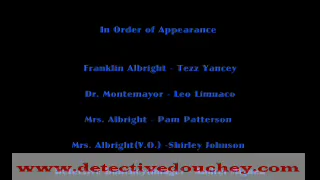 In Order of Appearance
Franklin Albright - Tezz Yancey
Dr. Montemayor - Leo Limuaco
Mrs. Albright - Pam Patterson
Mrs. Albright(V.O.) -Shirley Johnson
www.detectivedouchey.com